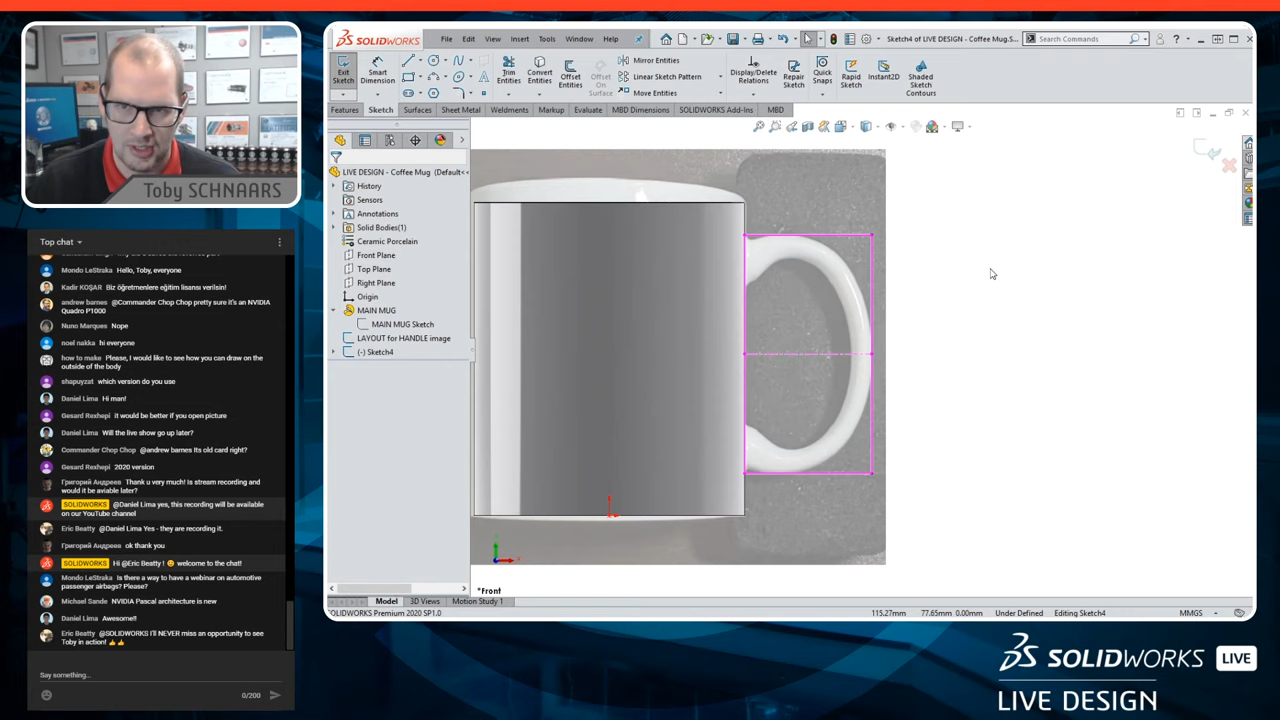 Toby SCHNAARS
Top chat
Mondo LeStraka Hello, Toby, everyone
Kadir KOŞAR Biz öğretmenlere eğitim lisansı verilsin!
andrew barnes @Commander Chop Chop pretty sure it's an NVIDIA
Quadro P1000
Nuno Marques Nope
noel nakka hi everyone
how to make Please, I would like to see how you can draw on the
outside of the body
shapuyzat which version do you use
Daniel Lima Hi man!
Gesard Rexhepi it would be better if you open picture
Daniel Lima Will the live show go up later?
Commander Chop Chop @andrew barnes Its old card right?
Gesard Rexhepi 2020 version
Григорий Андреев Thank u very much! Is stream recording and
would it be aviable later?
SOLIDWORKS @Daniel Lima yes, this recording will be available
on our YouTube channel
Eric Beatty @Daniel Lima Yes - they are recording it.
Григорий Андреев ok thank you
SOLIDWORKS Hi @Eric Beatty ! welcome to the chat!
Mondo LeStraka Is there a way to have a webinar on automotive
passenger airbags? Please?
Michael Sande NVIDIA Pascal architecture is new
Daniel Lima Awesome!!
Eric Beatty @SOLIDWORKS I'll NEVER miss an opportunity to see
Toby in action!
Say something...
0/200
SOLIDWORKS
File Edit View Insert Tools Window
Sketch4 of LIVE DESIGN - Coffee Mug.S...
Search Commands
Exit Sketch
Smart Dimension
Trim Entities
Convert Entities
Offset Entities
Offset On Surface
Mirror Entities
Linear Sketch Pattern
Move Entities
Display/Delete Relations
Repair Sketch
Quick Snaps
Rapid Sketch
Instant2D
Shaded Sketch Contours
Features Sketch Surfaces Sheet Metal Weldments Markup Evaluate MBD Dimensions SOLIDWORKS Add-Ins MBD
LIVE DESIGN - Coffee Mug (Default<<
History
Sensors
Annotations
Solid Bodies(1)
Ceramic Porcelain
Front Plane
Top Plane
Right Plane
Origin
MAIN MUG
MAIN MUG Sketch
LAYOUT for HANDLE image
(-) Sketch4
*Front
Model 3D Views Motion Study 1
SOLIDWORKS Premium 2020 SP1.0
115.27mm 77.65mm 0.00mm Under Defined Editing Sketch4 MMGS
SOLIDWORKS LIVE
LIVE DESIGN